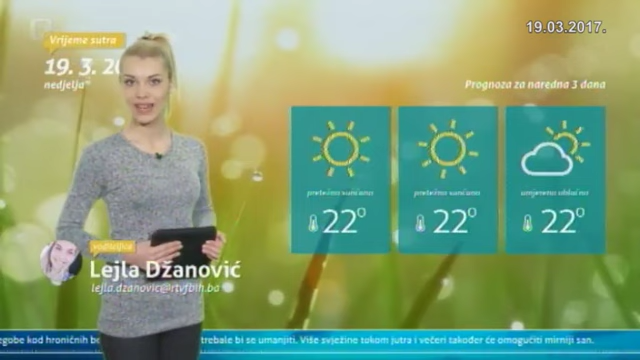 19.03.2017.
Vrijeme sutra
19. 3. 20
nedjelja
Prognoza za naredna 3 dana
pretežno sunčano
pretežno sunčano
umjereno oblačno
22°
22°
22°
voditeljica
Lejla Džanović
lejla.dzanovic@rtvfbih.ba
egobe kod hroničnih bo trebale bi se umanjiti. Više svježine tokom jutra i večeri također će omogućiti mirniji san.